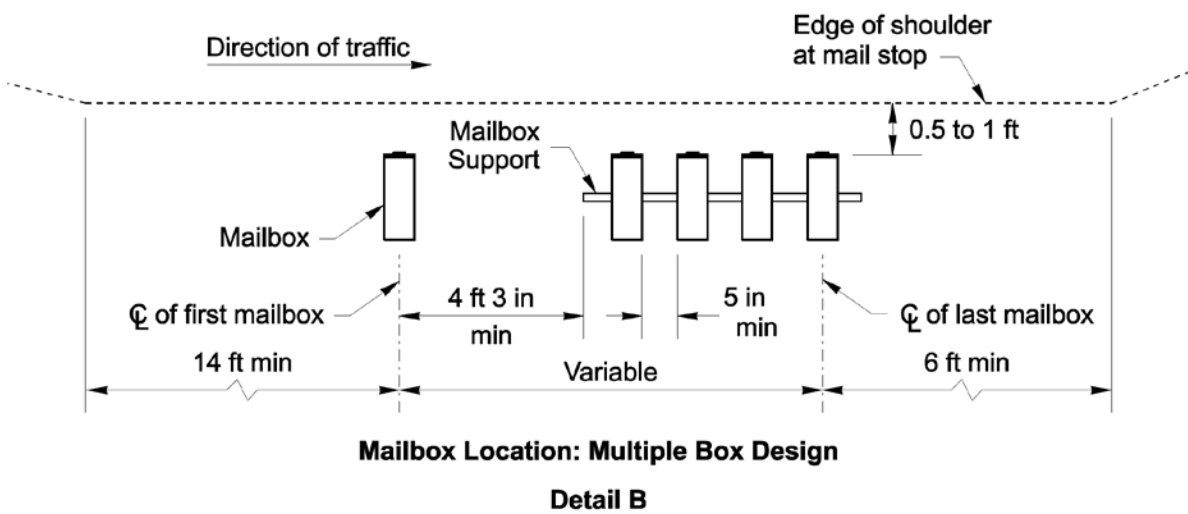 Direction of traffic
Edge of shoulder
at mail stop
0.5 to 1 ft
Mailbox
Support
Mailbox
4 ft 3 in
min
5 in
min
℄ of first mailbox
℄ of last mailbox
14 ft min
Variable
6 ft min
Mailbox Location: Multiple Box Design
Detail B